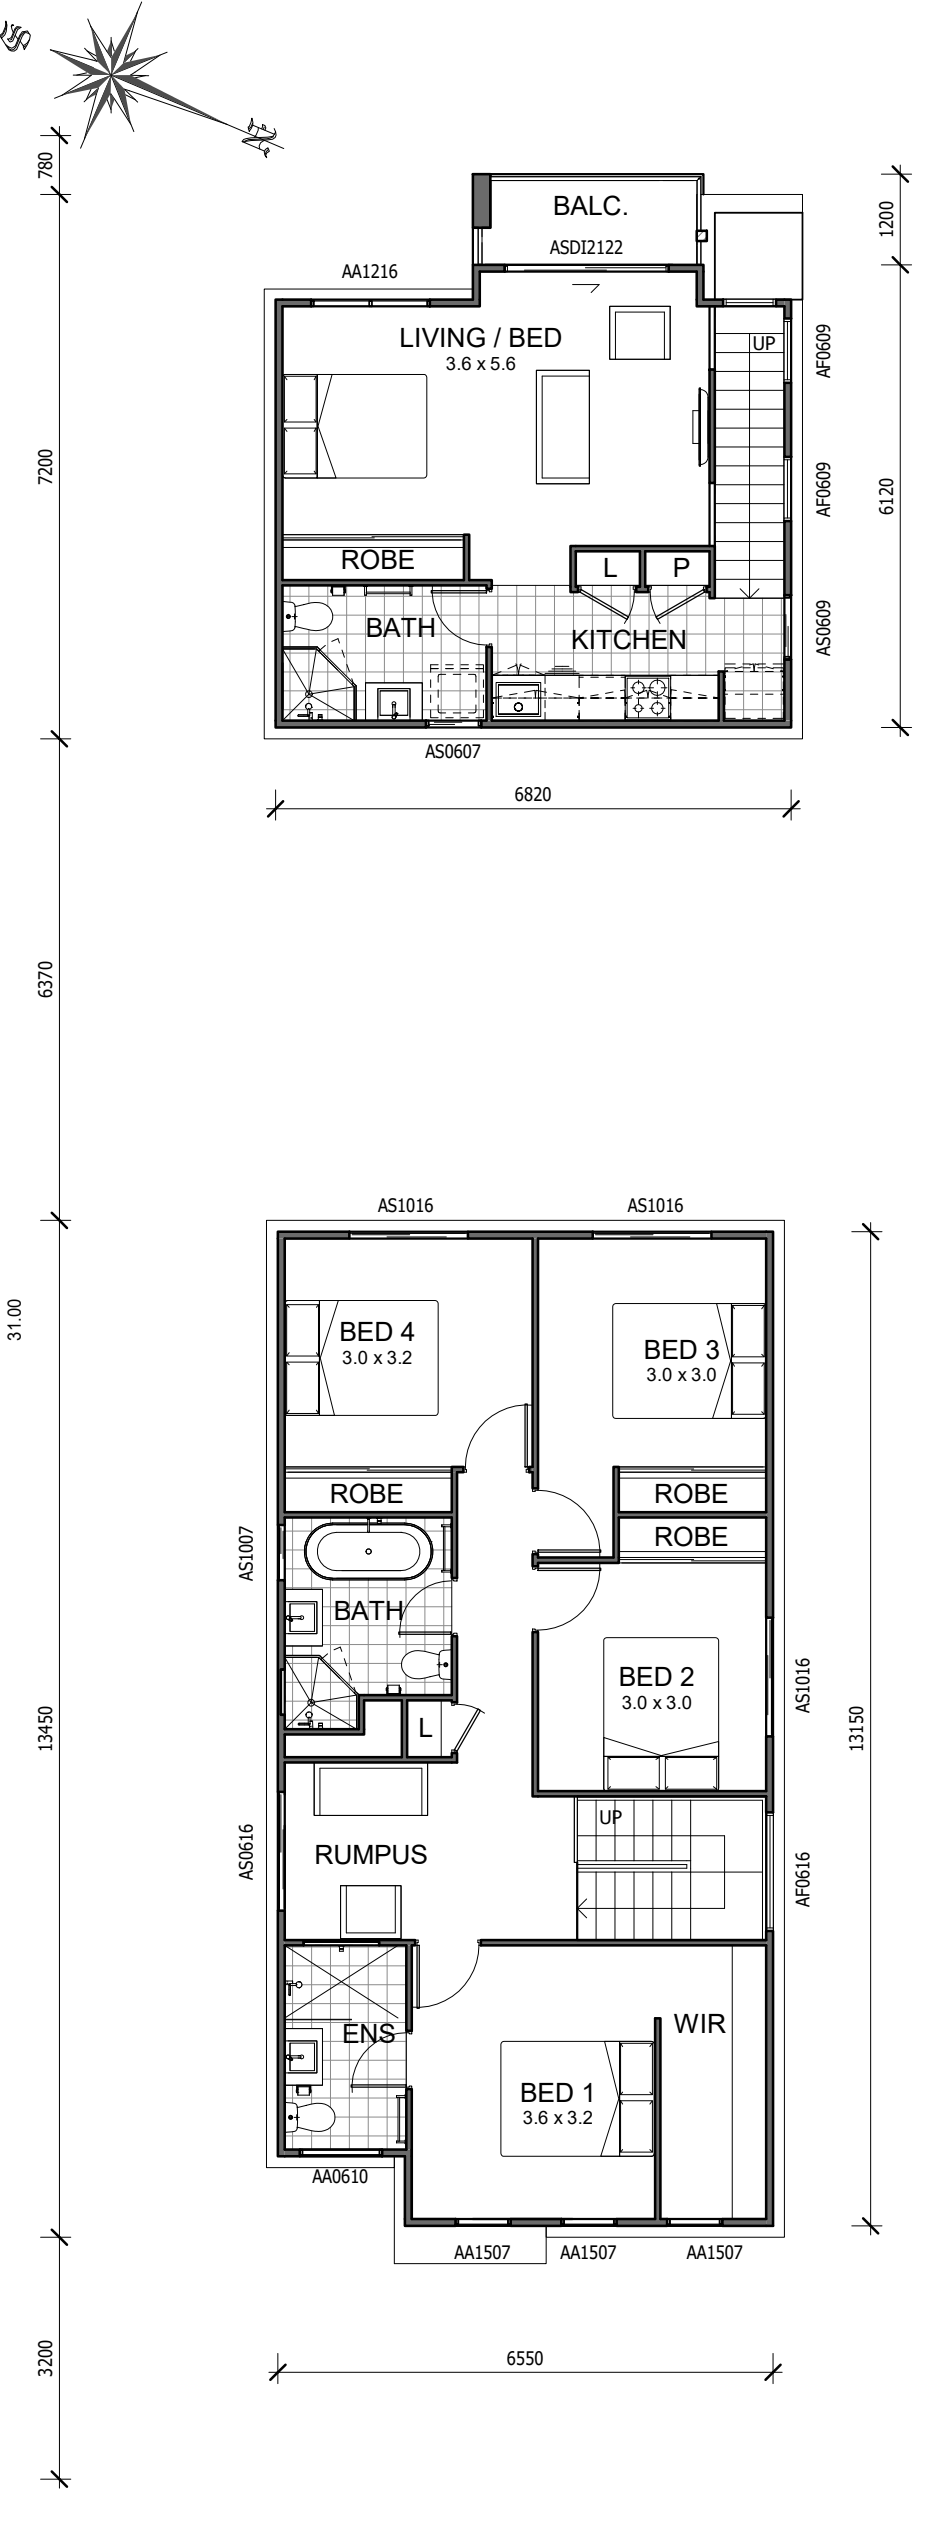 S
N
780
BALC.
1200
ASDI2122
AA1216
LIVING / BED
3.6 x 5.6
UP
AF0609
7200
AF0609
6120
ROBE
L
P
BATH
KITCHEN
AS0609
AS0607
6820
6370
AS1016
AS1016
31.00
BED 4
3.0 x 3.2
BED 3
3.0 x 3.0
ROBE
ROBE
ROBE
AS1007
BATH
BED 2
3.0 x 3.0
AS1016
13450
L
13150
UP
RUMPUS
AS0616
AF0616
ENS
WIR
BED 1
3.6 x 3.2
AA0610
AA1507
AA1507
AA1507
3200
6550